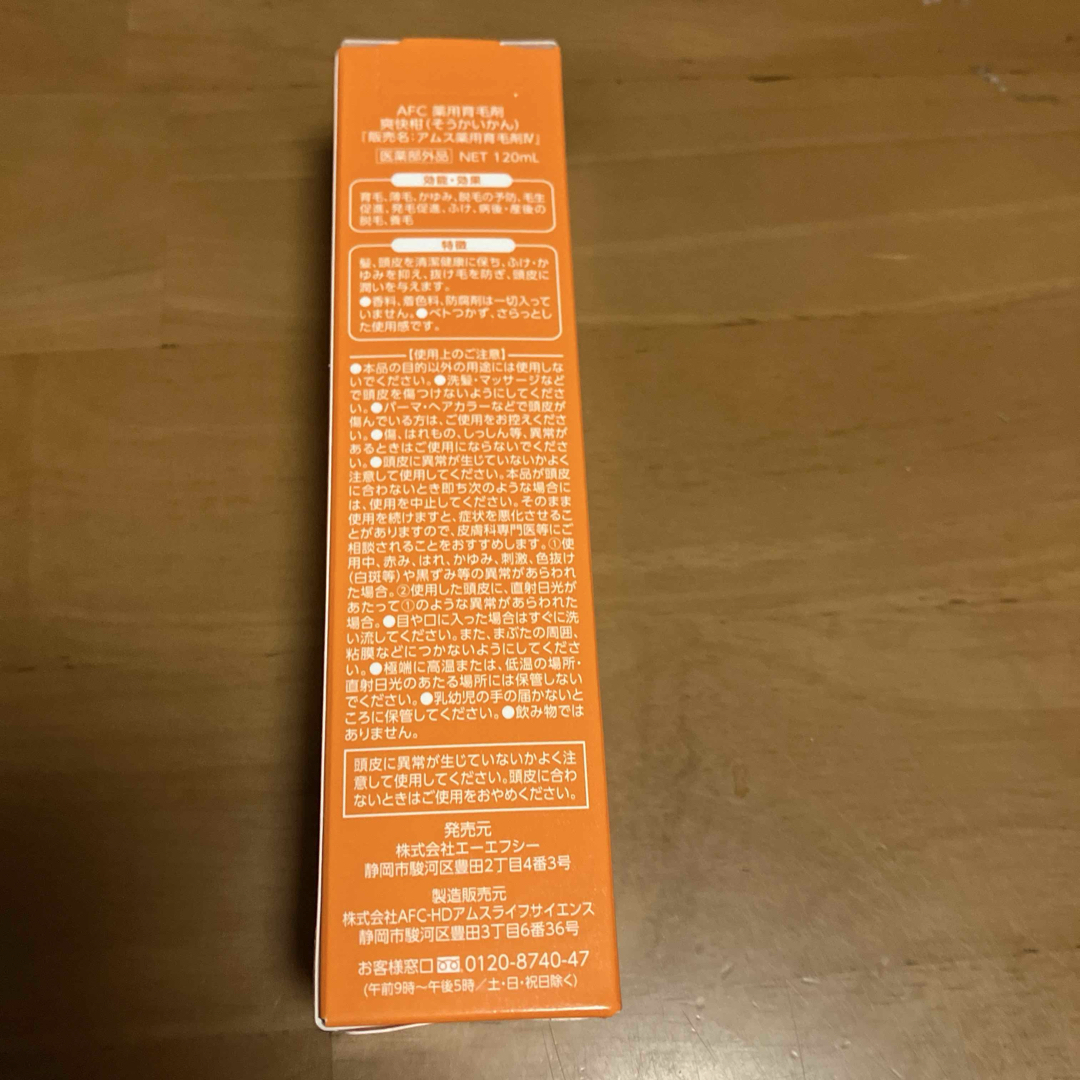 AFC 薬用育毛剤
爽快柑(そうかいかん)
「販売名:アムス薬用育毛剤Ⅳ」
医薬部外品 NET 120mL
効能・効果
育毛、薄毛、かゆみ、脱毛の予防、毛生
促進、発毛促進、ふけ、病後・産後の
脱毛、養毛
特徴
髪、頭皮を清潔健康に保ち、ふけ・か
ゆみを抑え、抜け毛を防ぎ、頭皮に
潤いを与えます。
●香料、着色料、防腐剤は一切入って
いません。●ベトつかず、さらっとし
た使用感です。
【使用上のご注意】
●本品の目的以外の用途には使用しな
いでください。●洗髪・マッサージなど
で頭皮を傷つけないようにしてくださ
い。●パーマ・ヘアカラーなどで頭皮が
傷んでいる方は、ご使用をお控えくださ
い。●傷、はれもの、しっしん等、異常が
あるときはご使用にならないでくださ
い。●頭皮に異常が生じていないかよく
注意して使用してください。本品が頭皮
に合わないとき即ち次のような場合に
は、使用を中止してください。そのまま
使用を続けますと、症状を悪化させるこ
とがありますので、皮膚科専門医等にご
相談されることをおすすめします。①使
用中、赤み、はれ、かゆみ、刺激、色抜け
(白斑等)や黒ずみ等の異常があらわれ
た場合。②使用した頭皮に、直射日光が
あたって①のような異常があらわれた
場合。●目や口に入った場合はすぐに洗
い流してください。また、まぶたの周囲、
粘膜などにつかないようにしてくださ
い。●極端に高温または、低温の場所・
直射日光のあたる場所には保管しない
でください。●乳幼児の手の届かないと
ころに保管してください。●飲み物では
ありません。
頭皮に異常が生じていないかよく注
意して使用してください。頭皮に合わ
ないときはご使用をおやめください。
発売元
株式会社エーエフシー
静岡市駿河区豊田2丁目4番3号
製造販売元
株式会社AFC-HDアムスライフサイエンス
静岡市駿河区豊田3丁目6番36号
お客様窓口 0120-8740-47
(午前9時〜午後5時/土・日・祝日除く)